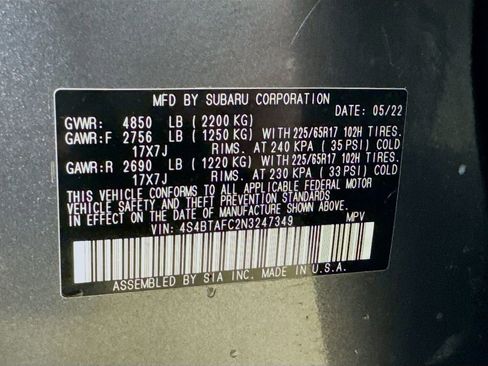 MFD BY SUBARU CORPORATION
DATE: 05/22
GVWR: 4850 LB (2200 KG)
GAWR:F 2756 LB (1250 KG) WITH 225/65R17 102H TIRES.
17X7J RIMS. AT 240 KPA (35 PSI) COLD
GAWR:R 2690 LB (1220 KG) WITH 225/65R17 102H TIRES.
17X7J RIMS. AT 230 KPA (33 PSI) COLD
THIS VEHICLE CONFORMS TO ALL APPLICABLE FEDERAL MOTOR
VEHICLE SAFETY AND THEFT PREVENTION STANDARDS
IN EFFECT ON THE DATE OF MANUFACTURE SHOWN ABOVE.
VIN: 4S4BTAFC2N3247349 MPV
ASSEMBLED BY SIA INC. MADE IN U.S.A.